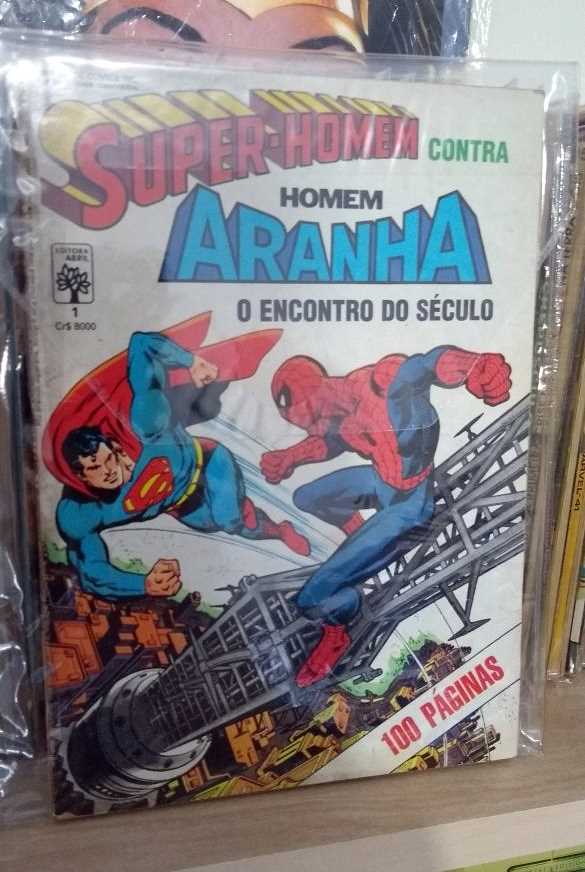 SUPER-HOMEM CONTRA
HOMEM
ARANHA
O ENCONTRO DO SÉCULO
EDITORA
ABRIL
1
Cr$ 8000
S
100 PÁGINAS